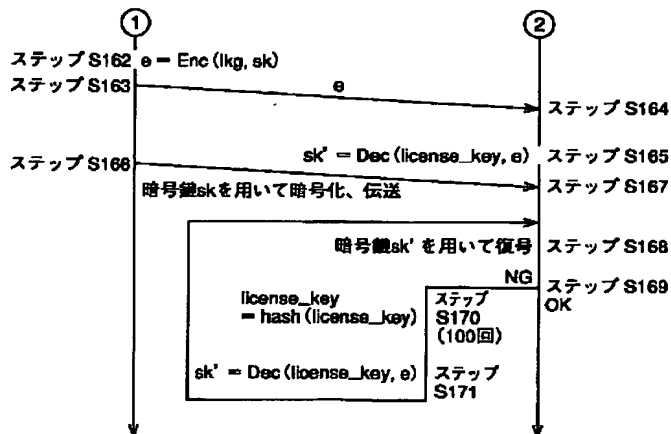 ① ②
ステップ S162 e = Enc (lkg, sk)
ステップ S163 e
ステップ S164
sk' = Dec (license_key, e) ステップ S165
ステップ S166
ステップ S167
暗号鍵skを用いて暗号化、伝送
暗号鍵sk' を用いて復号 ステップ S168
NG ステップ S169
OK
license_key
= hash (license_key)
ステップ
S170
(100回)
sk' = Dec (license_key, e) ステップ
S171